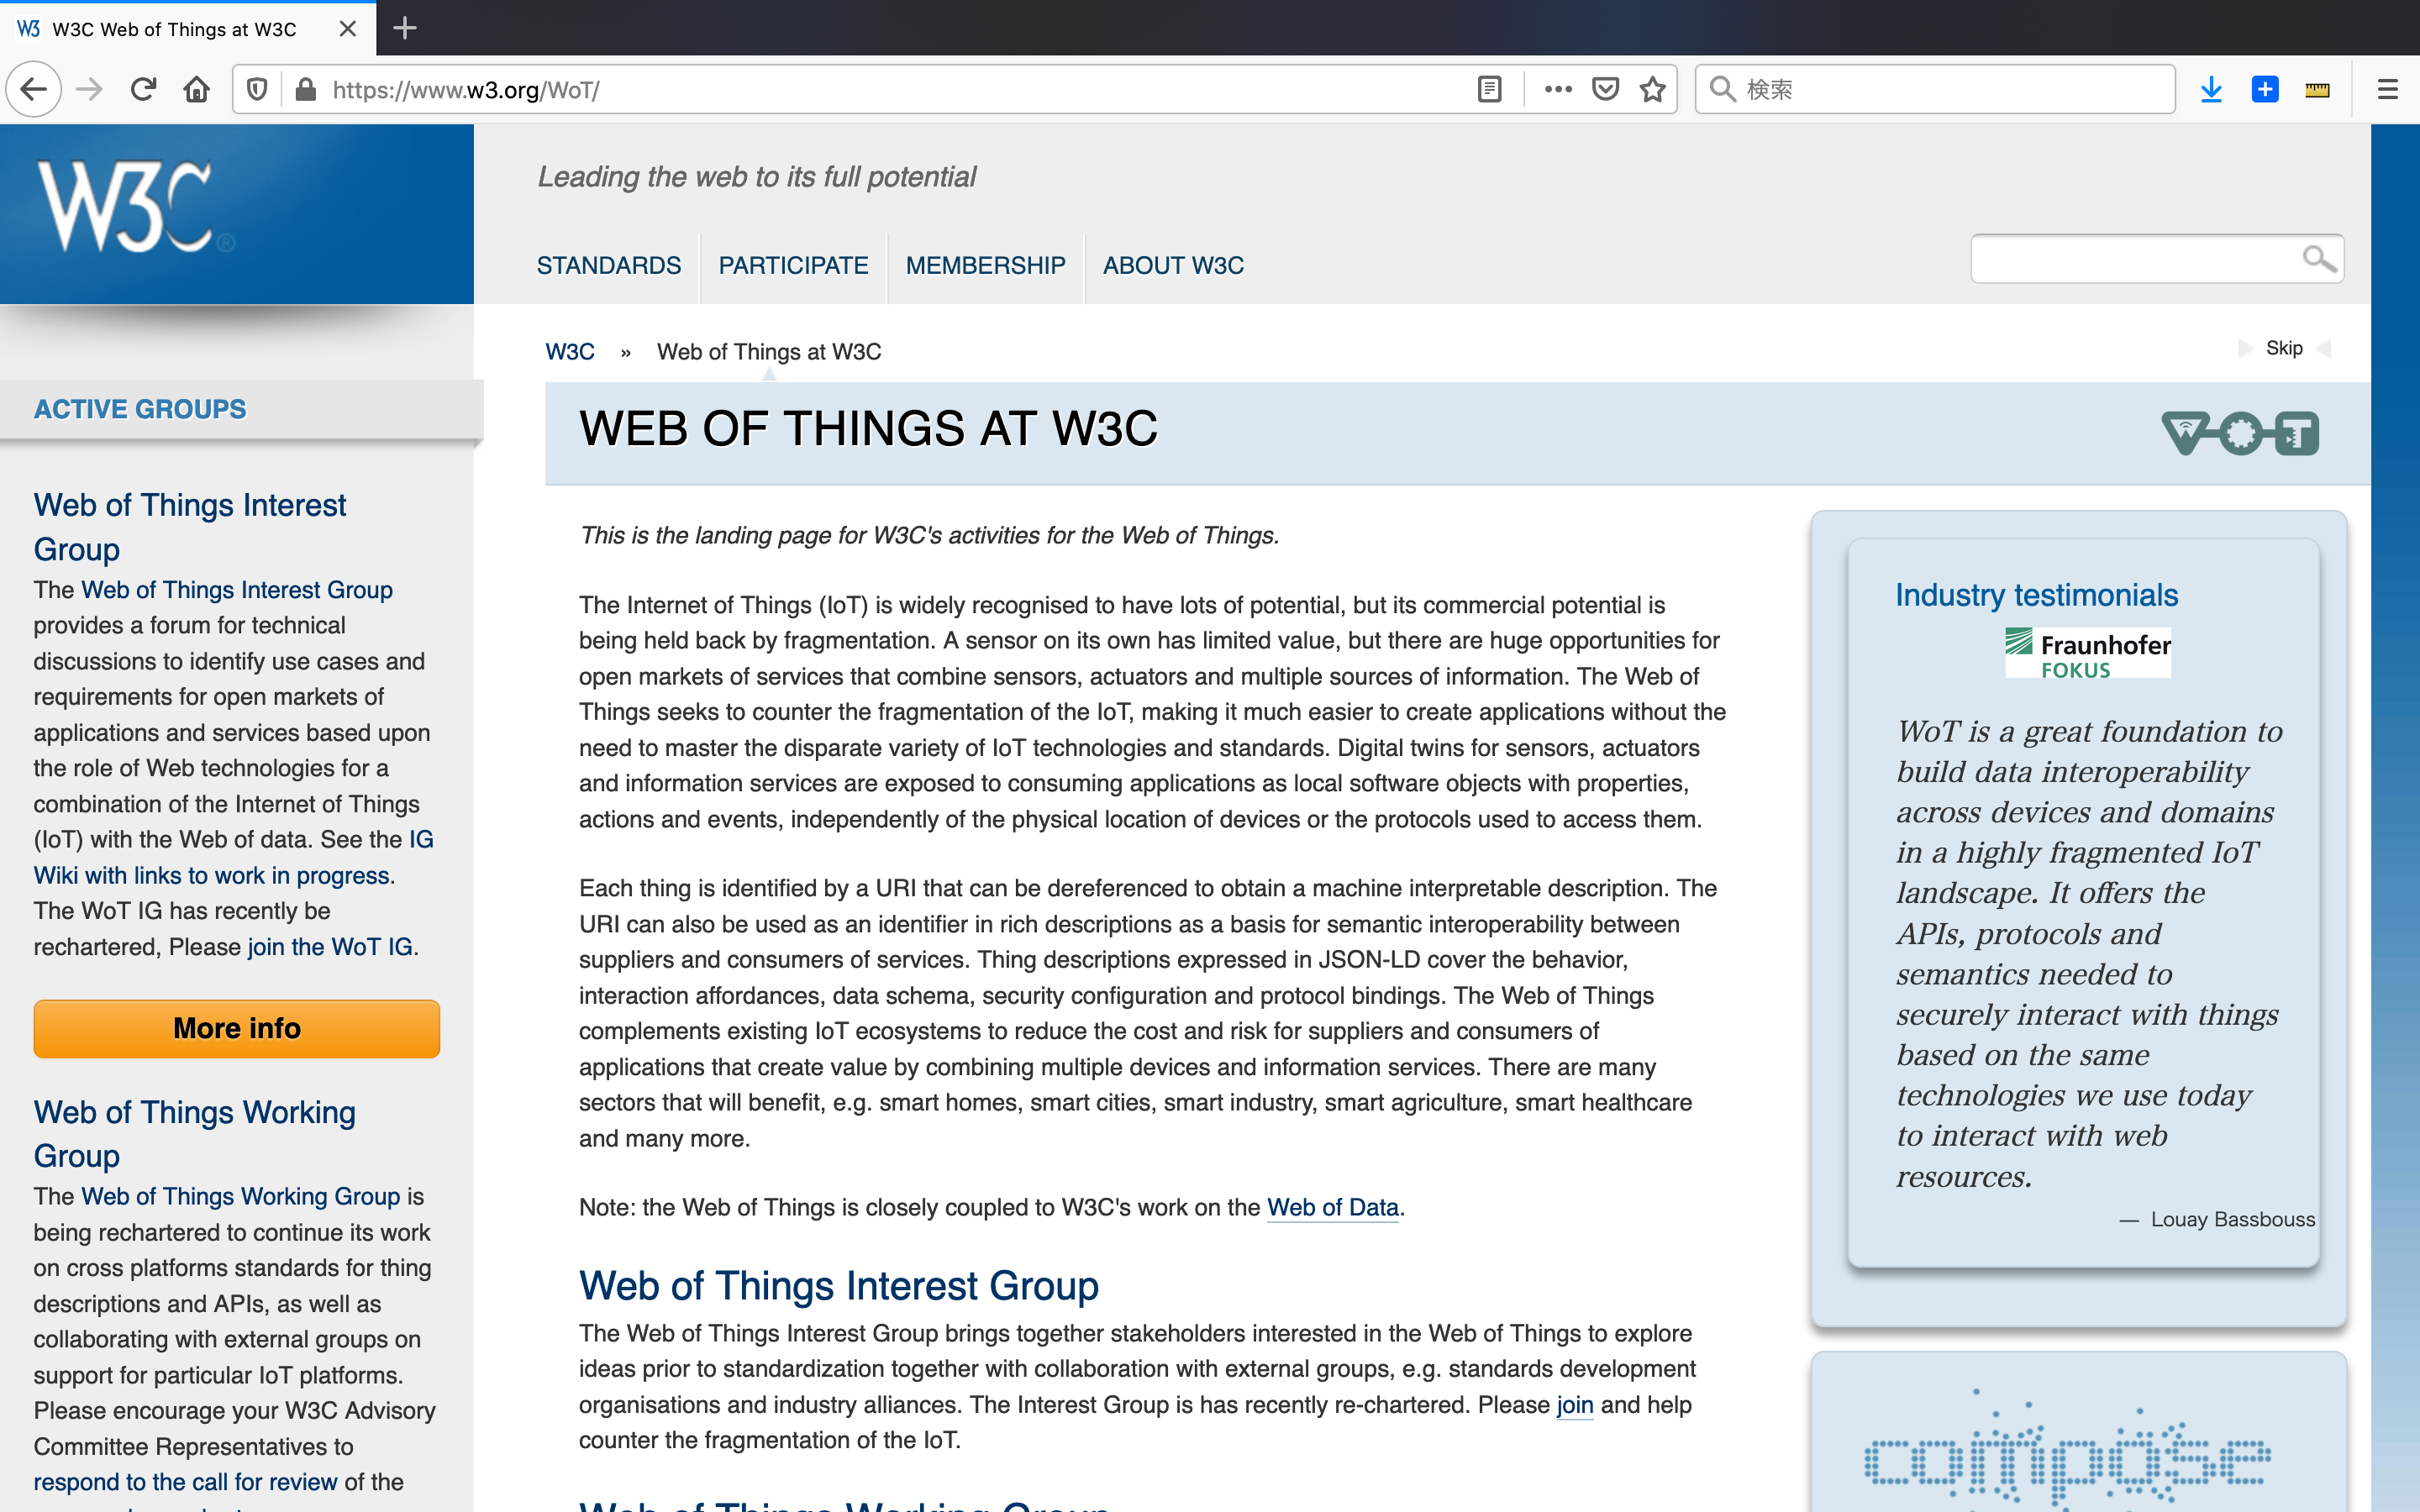 W3C Web of Things at W3C
https://www.w3.org/WoT/
検索
W3C®
Leading the web to its full potential
STANDARDS
PARTICIPATE
MEMBERSHIP
ABOUT W3C
W3C » Web of Things at W3C
Skip
ACTIVE GROUPS
Web of Things Interest
Group
The Web of Things Interest Group
provides a forum for technical
discussions to identify use cases and
requirements for open markets of
applications and services based upon
the role of Web technologies for a
combination of the Internet of Things
(IoT) with the Web of data. See the IG
Wiki with links to work in progress.
The WoT IG has recently be
rechartered, Please join the WoT IG.
More info
Web of Things Working
Group
The Web of Things Working Group is
being rechartered to continue its work
on cross platforms standards for thing
descriptions and APIs, as well as
collaborating with external groups on
support for particular IoT platforms.
Please encourage your W3C Advisory
Committee Representatives to
respond to the call for review of the
WEB OF THINGS AT W3C
WOT
This is the landing page for W3C's activities for the Web of Things.
The Internet of Things (IoT) is widely recognised to have lots of potential, but its commercial potential is
being held back by fragmentation. A sensor on its own has limited value, but there are huge opportunities for
open markets of services that combine sensors, actuators and multiple sources of information. The Web of
Things seeks to counter the fragmentation of the IoT, making it much easier to create applications without the
need to master the disparate variety of IoT technologies and standards. Digital twins for sensors, actuators
and information services are exposed to consuming applications as local software objects with properties,
actions and events, independently of the physical location of devices or the protocols used to access them.
Each thing is identified by a URI that can be dereferenced to obtain a machine interpretable description. The
URI can also be used as an identifier in rich descriptions as a basis for semantic interoperability between
suppliers and consumers of services. Thing descriptions expressed in JSON-LD cover the behavior,
interaction affordances, data schema, security configuration and protocol bindings. The Web of Things
complements existing IoT ecosystems to reduce the cost and risk for suppliers and consumers of
applications that create value by combining multiple devices and information services. There are many
sectors that will benefit, e.g. smart homes, smart cities, smart industry, smart agriculture, smart healthcare
and many more.
Note: the Web of Things is closely coupled to W3C's work on the Web of Data.
Web of Things Interest Group
The Web of Things Interest Group brings together stakeholders interested in the Web of Things to explore
ideas prior to standardization together with collaboration with external groups, e.g. standards development
organisations and industry alliances. The Interest Group is has recently re-chartered. Please join and help
counter the fragmentation of the IoT.
Web of Things Working Group
Industry testimonials
Fraunhofer
FOKUS
WoT is a great foundation to
build data interoperability
across devices and domains
in a highly fragmented IoT
landscape. It offers the
APIs, protocols and
semantics needed to
securely interact with things
based on the same
technologies we use today
to interact with web
resources.
— Louay Bassbouss
compose